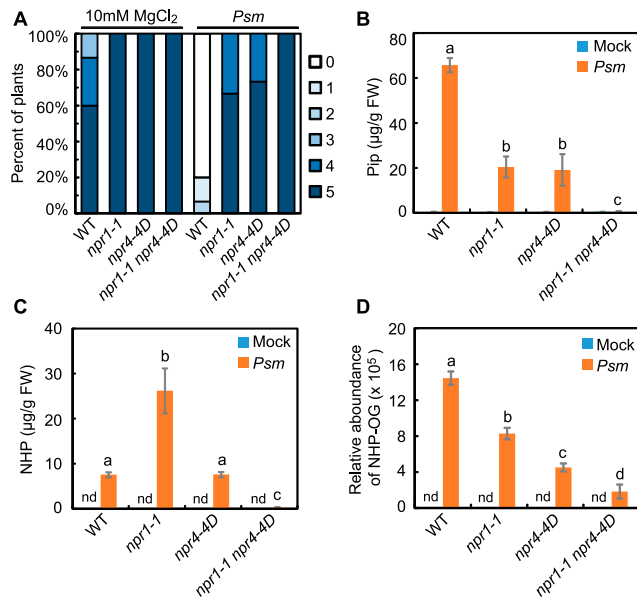 A
10mM MgCl2
Psm
Percent of plants
100%
80%
60%
40%
20%
0%
0
1
2
3
4
5
WT
npr1-1
npr4-4D
npr1-1 npr4-4D
WT
npr1-1
npr4-4D
npr1-1 npr4-4D
B
Pip (µg/g FW)
80
60
40
20
0
Mock
Psm
a
b
b
c
WT
npr1-1
npr4-4D
npr1-1 npr4-4D
C
NHP (µg/g FW)
40
30
20
10
0
Mock
Psm
nd
a
nd
b
nd
a
nd
c
WT
npr1-1
npr4-4D
npr1-1 npr4-4D
D
Relative aboundance
of NHP-OG (x 10^5)
20
16
12
8
4
0
Mock
Psm
nd
a
nd
b
nd
c
nd
d
WT
npr1-1
npr4-4D
npr1-1 npr4-4D